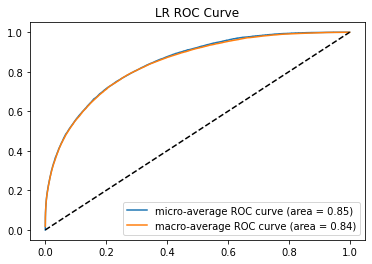 LR ROC Curve
1.0
0.8
0.6
0.4
0.2
0.0
micro-average ROC curve (area = 0.85)
macro-average ROC curve (area = 0.84)
0.0 0.2 0.4 0.6 0.8 1.0